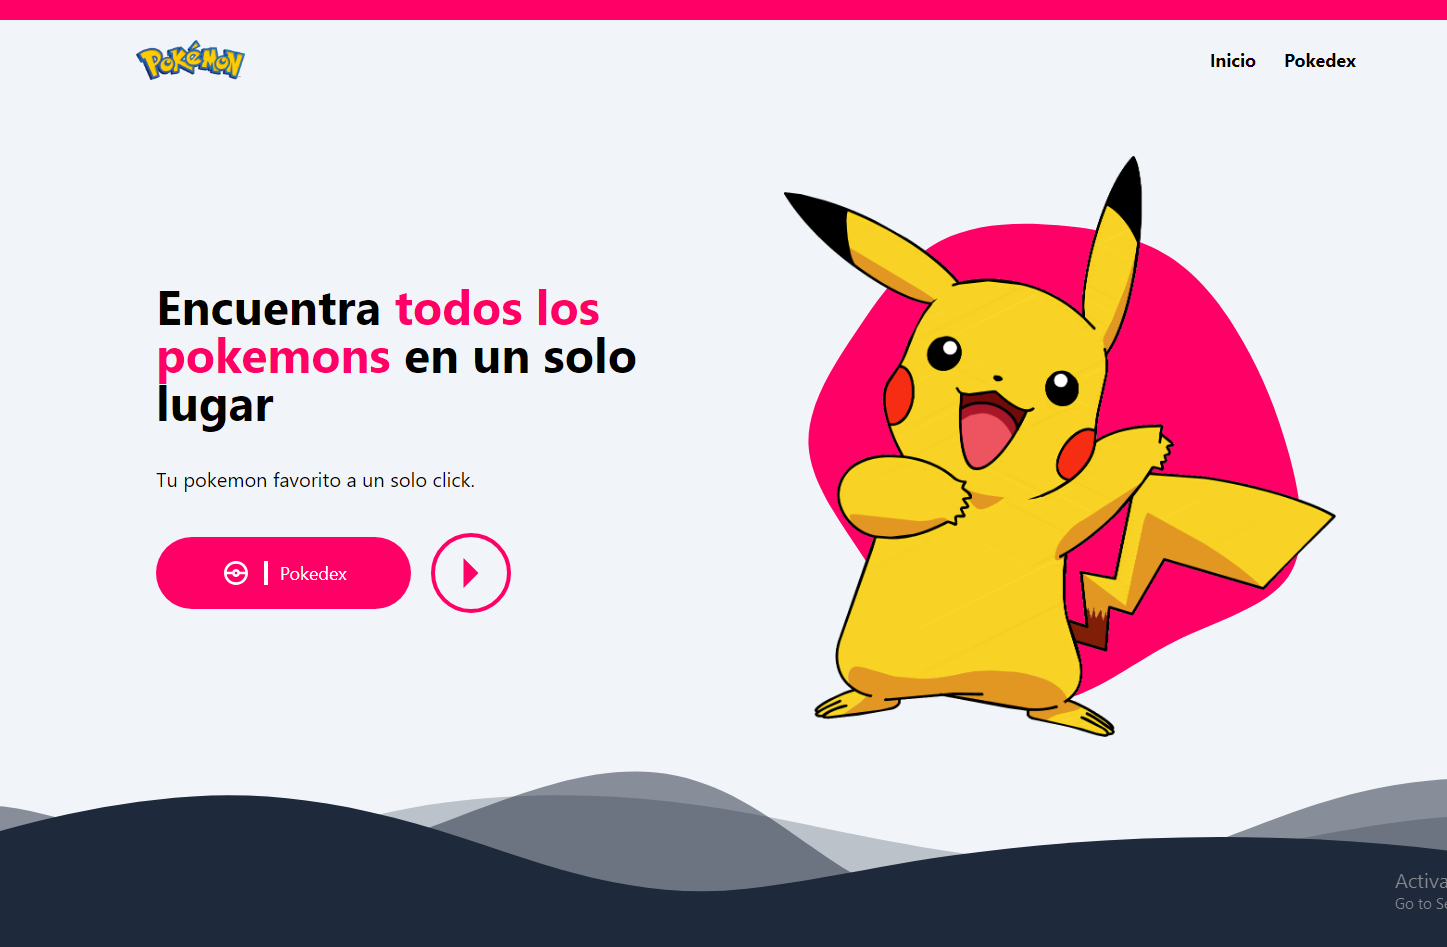 Pokémon
Inicio Pokedex
Encuentra todos los
pokemons en un solo
lugar
Tu pokemon favorito a un solo click.
Pokedex
Activa
Go to Se